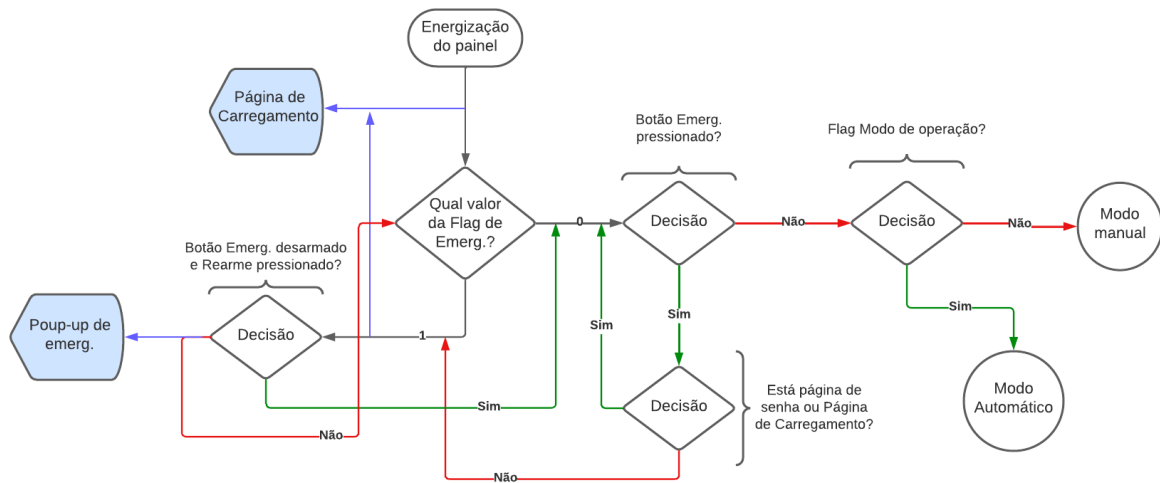 Energização
do painel
Página de
Carregamento
Botão Emerg.
pressionado?
Flag Modo de operação?
Qual valor
da Flag de
Emerg.?
0
Decisão
Não
Decisão
Não
Modo
manual
Botão Emerg. desarmado
e Rearme pressionado?
Poup-up de
emerg.
Decisão
1
Sim
Sim
Sim
Modo
Automático
Decisão
Está página de
senha ou Página
de Carregamento?
Sim
Não
Não